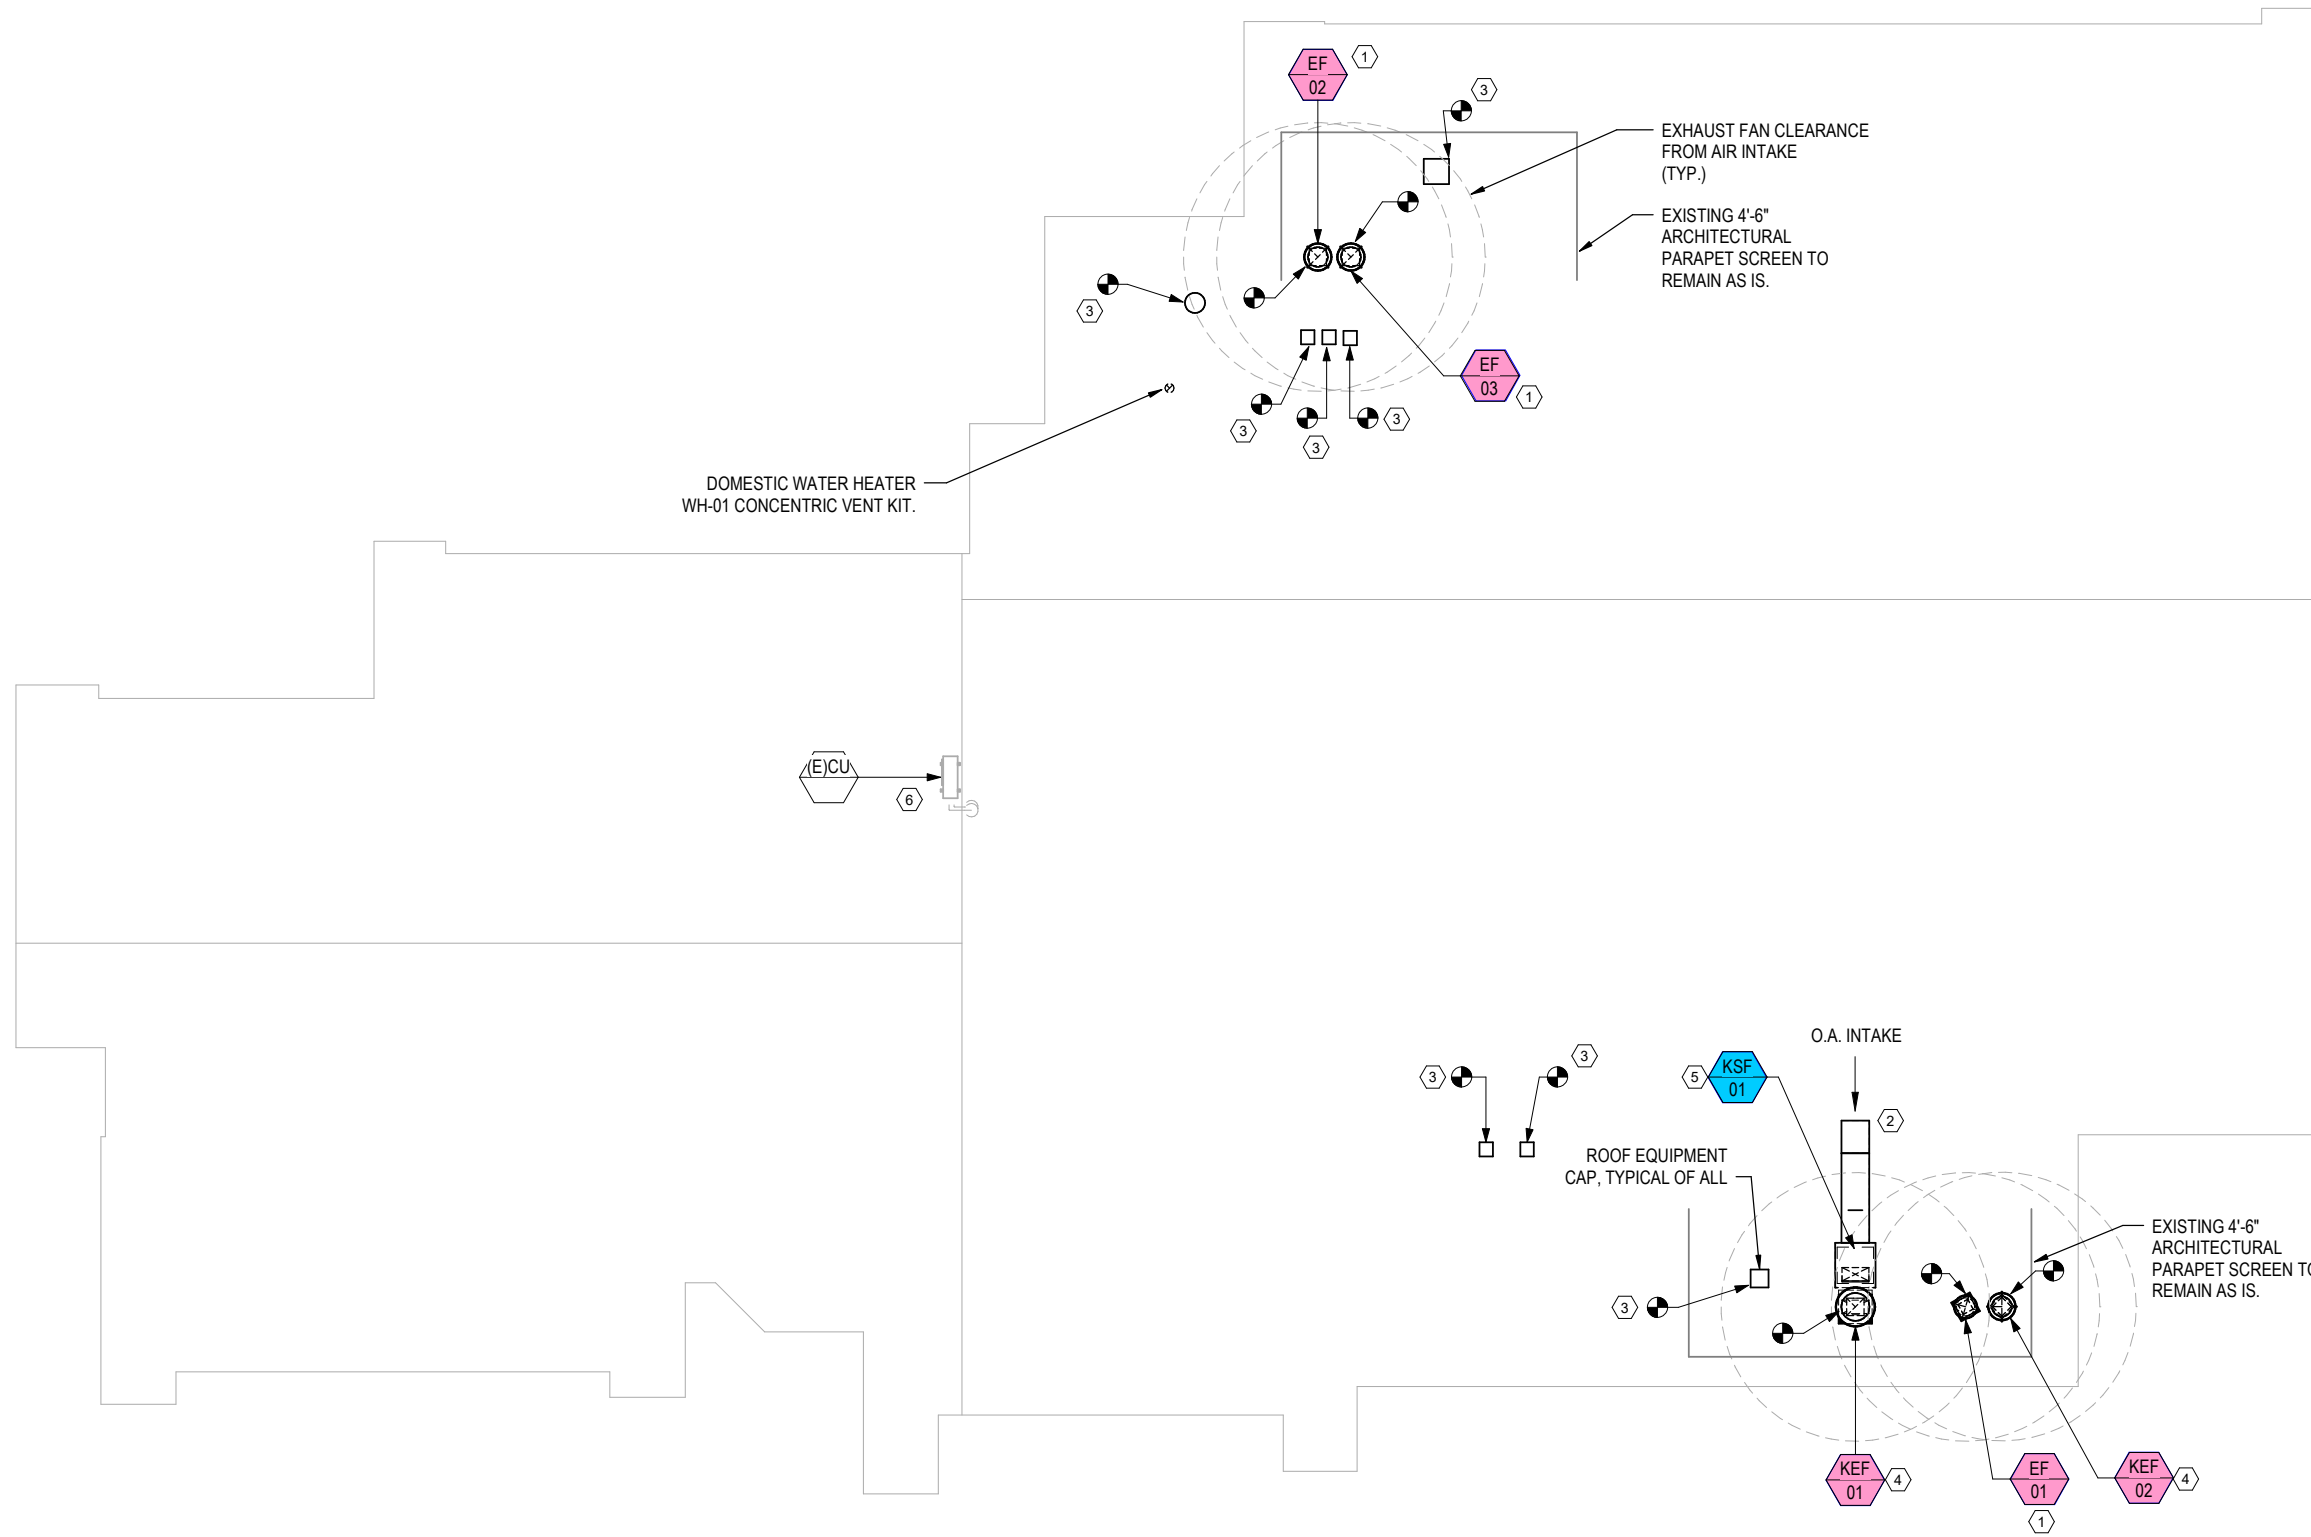 EF
02
1
3
EXHAUST FAN CLEARANCE
FROM AIR INTAKE
(TYP.)
EXISTING 4'-6"
ARCHITECTURAL
PARAPET SCREEN TO
REMAIN AS IS.
3
EF
03
1
3
3
3
DOMESTIC WATER HEATER
WH-01 CONCENTRIC VENT KIT.
(E)CU
6
O.A. INTAKE
3
3
5
KSF
01
2
ROOF EQUIPMENT
CAP, TYPICAL OF ALL
EXISTING 4'-6"
ARCHITECTURAL
PARAPET SCREEN TO
REMAIN AS IS.
3
KEF
01
4
EF
01
1
KEF
02
4